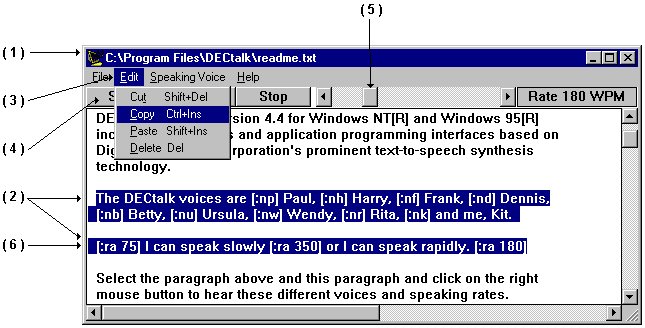 ( 5 )
( 1 )
C:\Program Files\DECtalk\readme.txt
File Edit Speaking Voice Help
( 3 )
S Stop Rate 180 WPM
Cut Shift+Del
Copy Ctrl+Ins
Paste Shift+Ins
Delete Del
( 4 )
DE rsion 4.4 for Windows NT[R] and Windows 95[R]
inc s and application programming interfaces based on
Dig rporation's prominent text-to-speech synthesis
technology.
( 2 )
The DECtalk voices are [:np] Paul, [:nh] Harry, [:nf] Frank, [:nd] Dennis,
[:nb] Betty, [:nu] Ursula, [:nw] Wendy, [:nr] Rita, [:nk] and me, Kit.
( 6 )
[:ra 75] I can speak slowly [:ra 350] or I can speak rapidly. [:ra 180]
Select the paragraph above and this paragraph and click on the right
mouse button to hear these different voices and speaking rates.